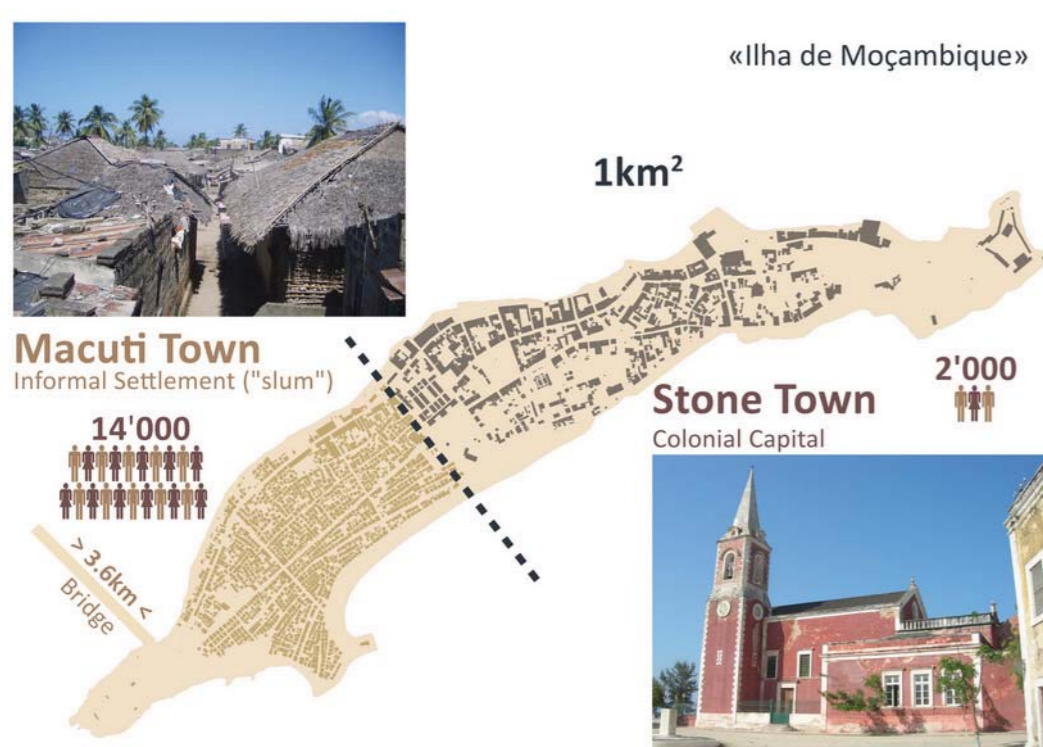 «Ilha de Moçambique»
1km²
Macuti Town
Informal Settlement ("slum")
14'000
> 3.6km <
Bridge
2'000
Stone Town
Colonial Capital